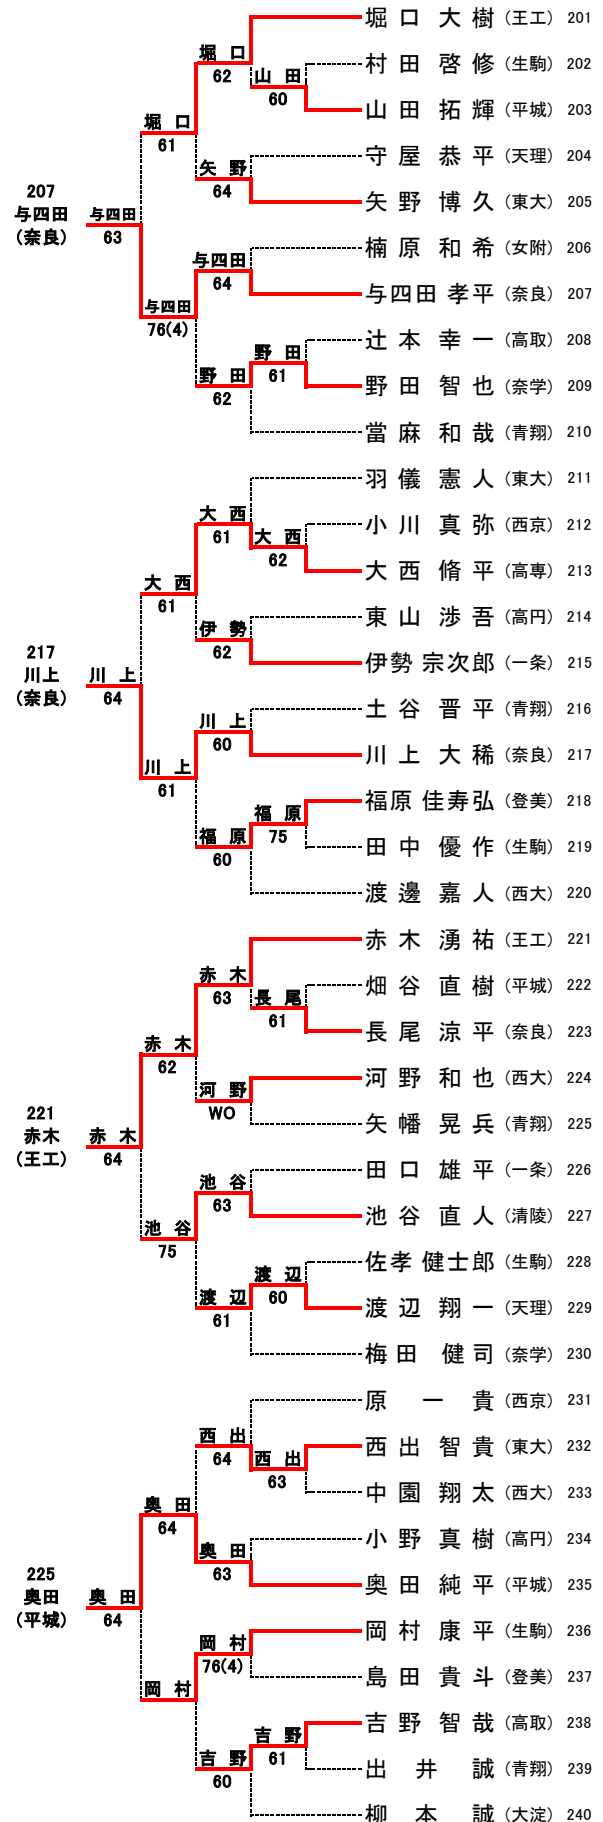 堀口 大樹 (王工) 201
堀口
62
山田
60
村田 啓修 (生駒) 202
山田 拓輝 (平城) 203
堀口
61
守屋 恭平 (天理) 204
矢野
64
矢野 博久 (東大) 205
207
与四田
(奈良)
与四田
63
楠原 和希 (女附) 206
与四田
64
与四田 孝平 (奈良) 207
与四田
76(4)
辻本 幸一 (高取) 208
野田
61
野田
62
野田 智也 (奈学) 209
當麻 和哉 (青翔) 210
羽儀 憲人 (東大) 211
大西
61
大西
62
小川 真弥 (西京) 212
大西 脩平 (高専) 213
大西
61
東山 渉吾 (高円) 214
伊勢
62
伊勢 宗次郎 (一条) 215
217
川上
(奈良)
川上
64
土谷 晋平 (青翔) 216
川上
60
川上 大稀 (奈良) 217
川上
61
福原 佳寿弘 (登美) 218
福原
75
福原
60
田中 優作 (生駒) 219
渡邊 嘉人 (西大) 220
赤木 湧祐 (王工) 221
赤木
63
長尾
61
畑谷 直樹 (平城) 222
長尾 涼平 (奈良) 223
赤木
62
河野 和也 (西大) 224
河野
WO
矢幡 晃兵 (青翔) 225
221
赤木
(王工)
赤木
64
田口 雄平 (一条) 226
池谷
63
池谷 直人 (清陵) 227
池谷
75
佐孝 健士郎 (生駒) 228
渡辺
60
渡辺
61
渡辺 翔一 (天理) 229
梅田 健司 (奈学) 230
原 一貴 (西京) 231
西出
64
西出
63
西出 智貴 (東大) 232
中園 翔太 (西大) 233
奥田
64
小野 真樹 (高円) 234
奥田
63
奥田 純平 (平城) 235
225
奥田
(平城)
奥田
64
岡村 康平 (生駒) 236
岡村
76(4)
島田 貴斗 (登美) 237
岡村
吉野 智哉 (高取) 238
吉野
61
吉野
60
出井 誠 (青翔) 239
柳本 誠 (大淀) 240